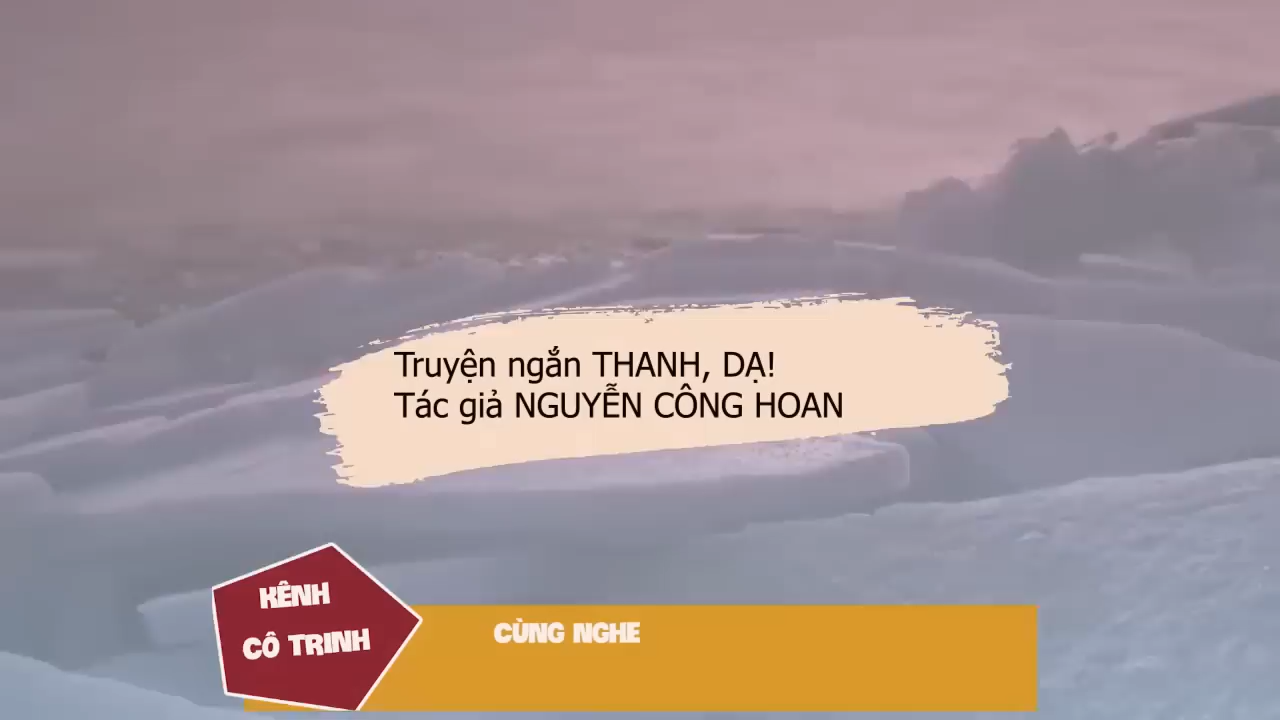 Truyện ngắn THANH, DẠ!
Tác giả NGUYỄN CÔNG HOAN
KÊNH
CÔ TRINH
CÙNG NGHE